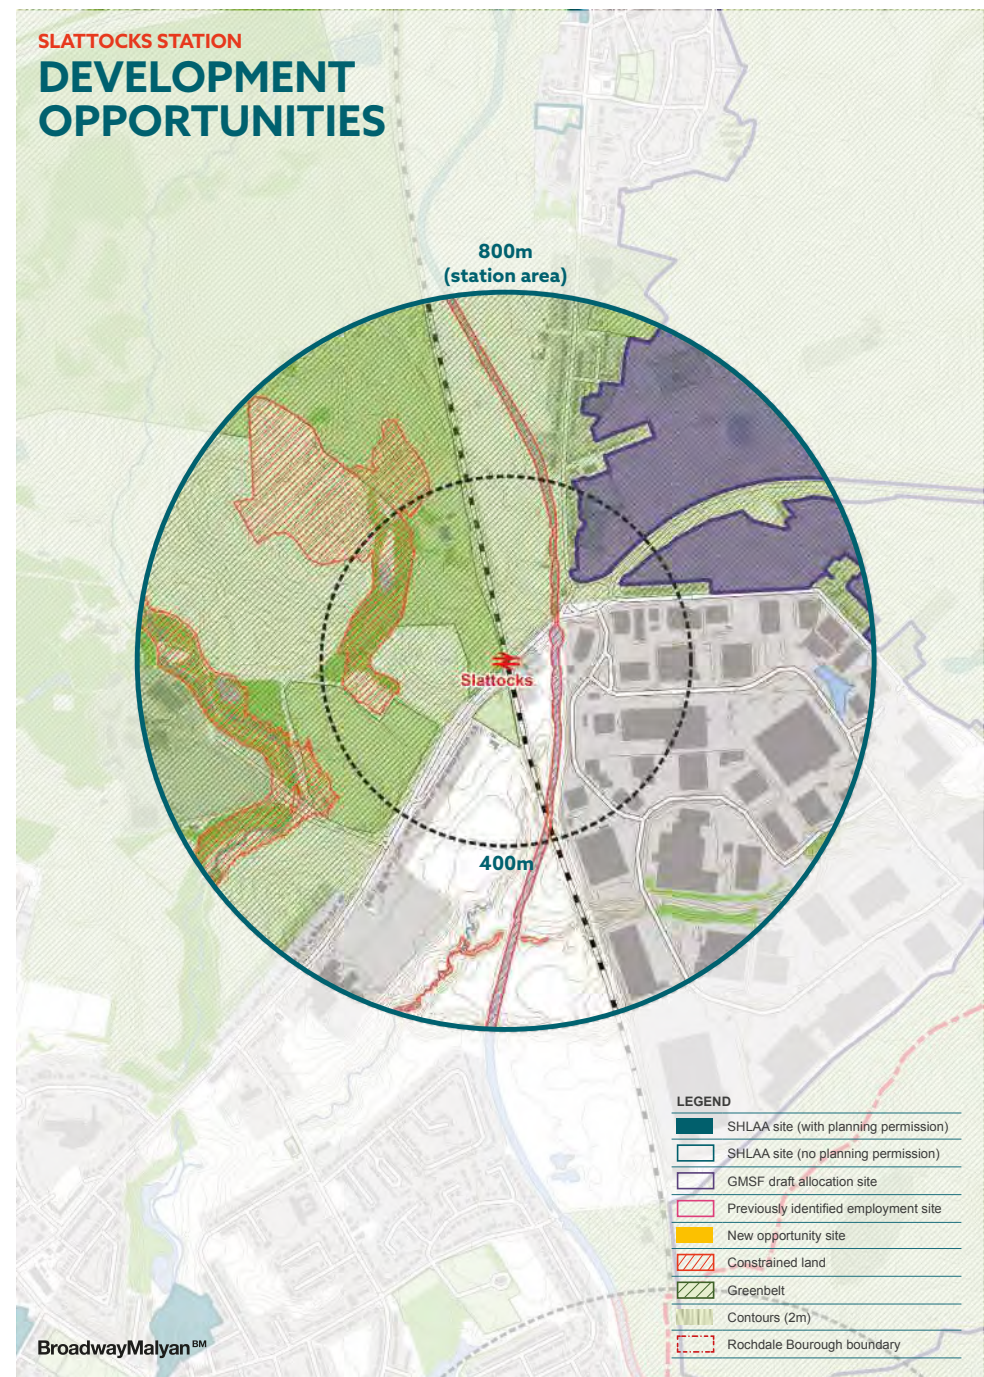 SLATTOCKS STATION
DEVELOPMENT
OPPORTUNITIES
800m
(station area)
Slattocks
400m
LEGEND
SHLAA site (with planning permission)
SHLAA site (no planning permission)
GMSF draft allocation site
Previously identified employment site
New opportunity site
Constrained land
Greenbelt
Contours (2m)
Rochdale Bourough boundary
BroadwayMalyan BM